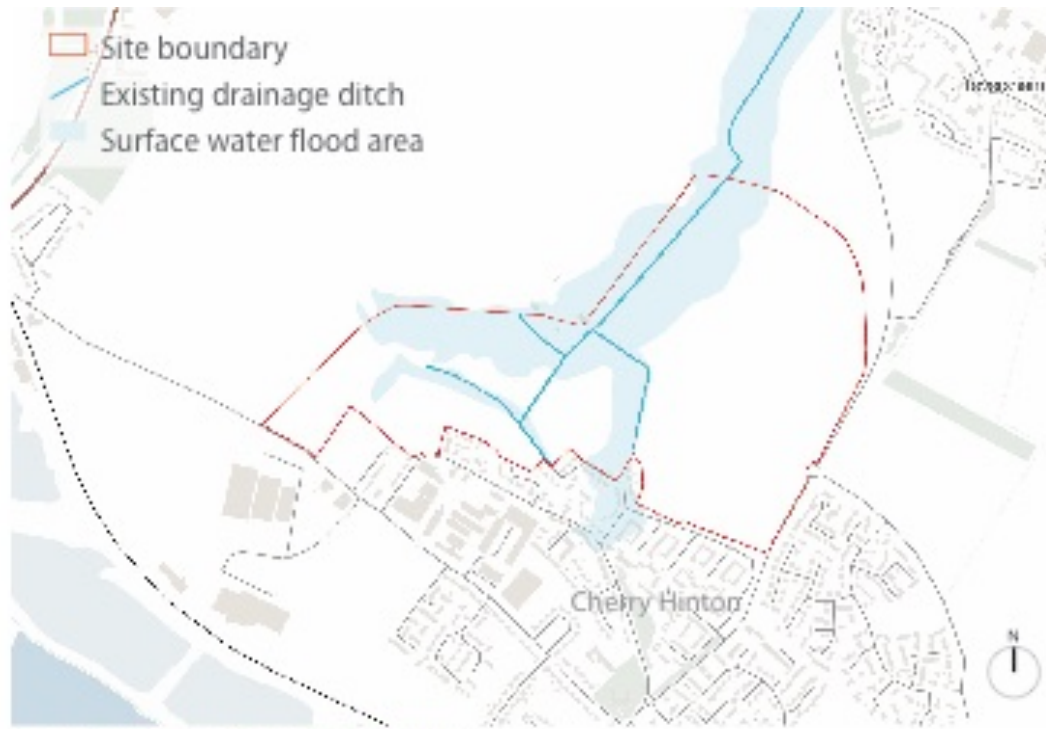 Site boundary
Existing drainage ditch
Surface water flood area
Cherry Hinton
N